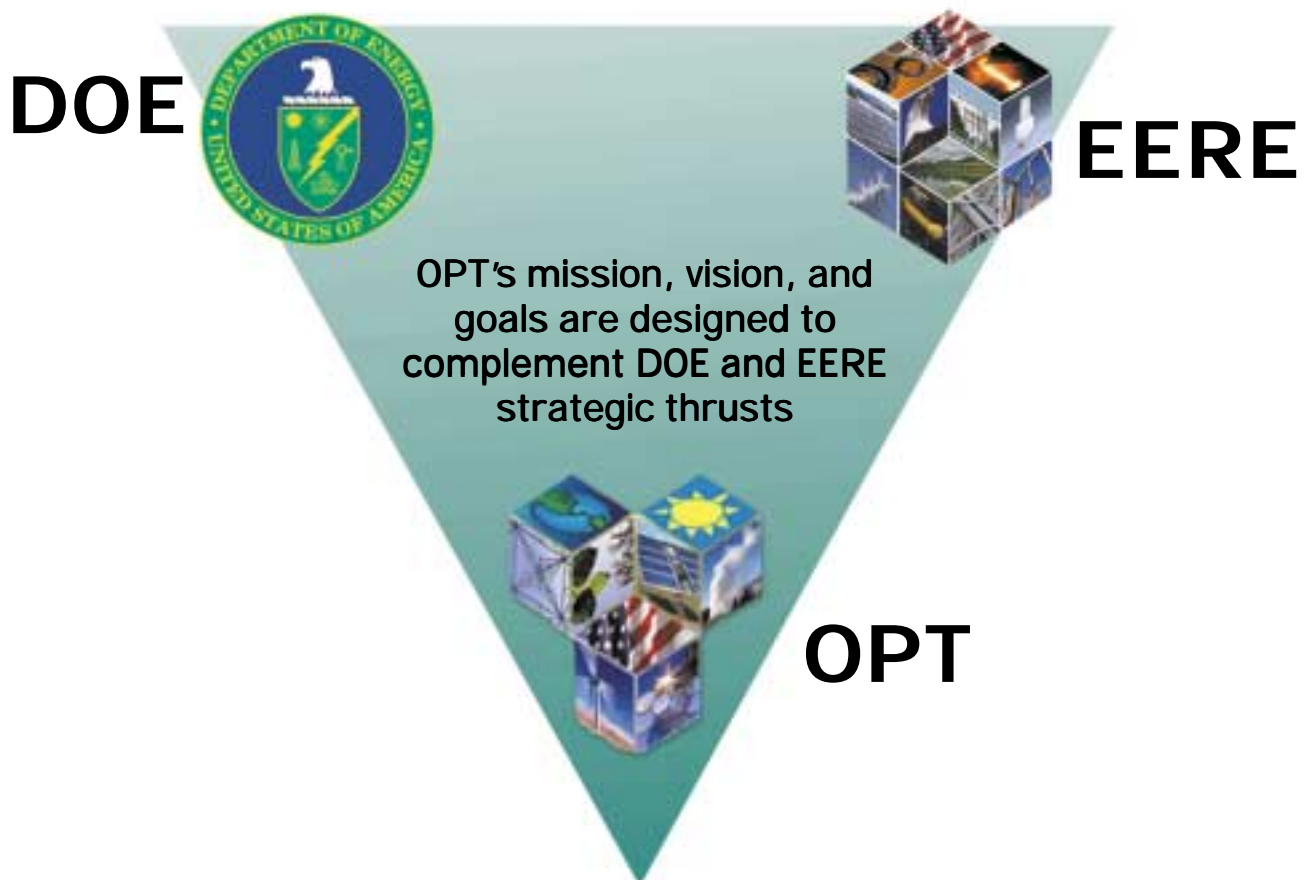 DOE
DEPARTMENT OF ENERGY
UNITED STATES OF AMERICA
EERE
OPT's mission, vision, and
goals are designed to
complement DOE and EERE
strategic thrusts
OPT